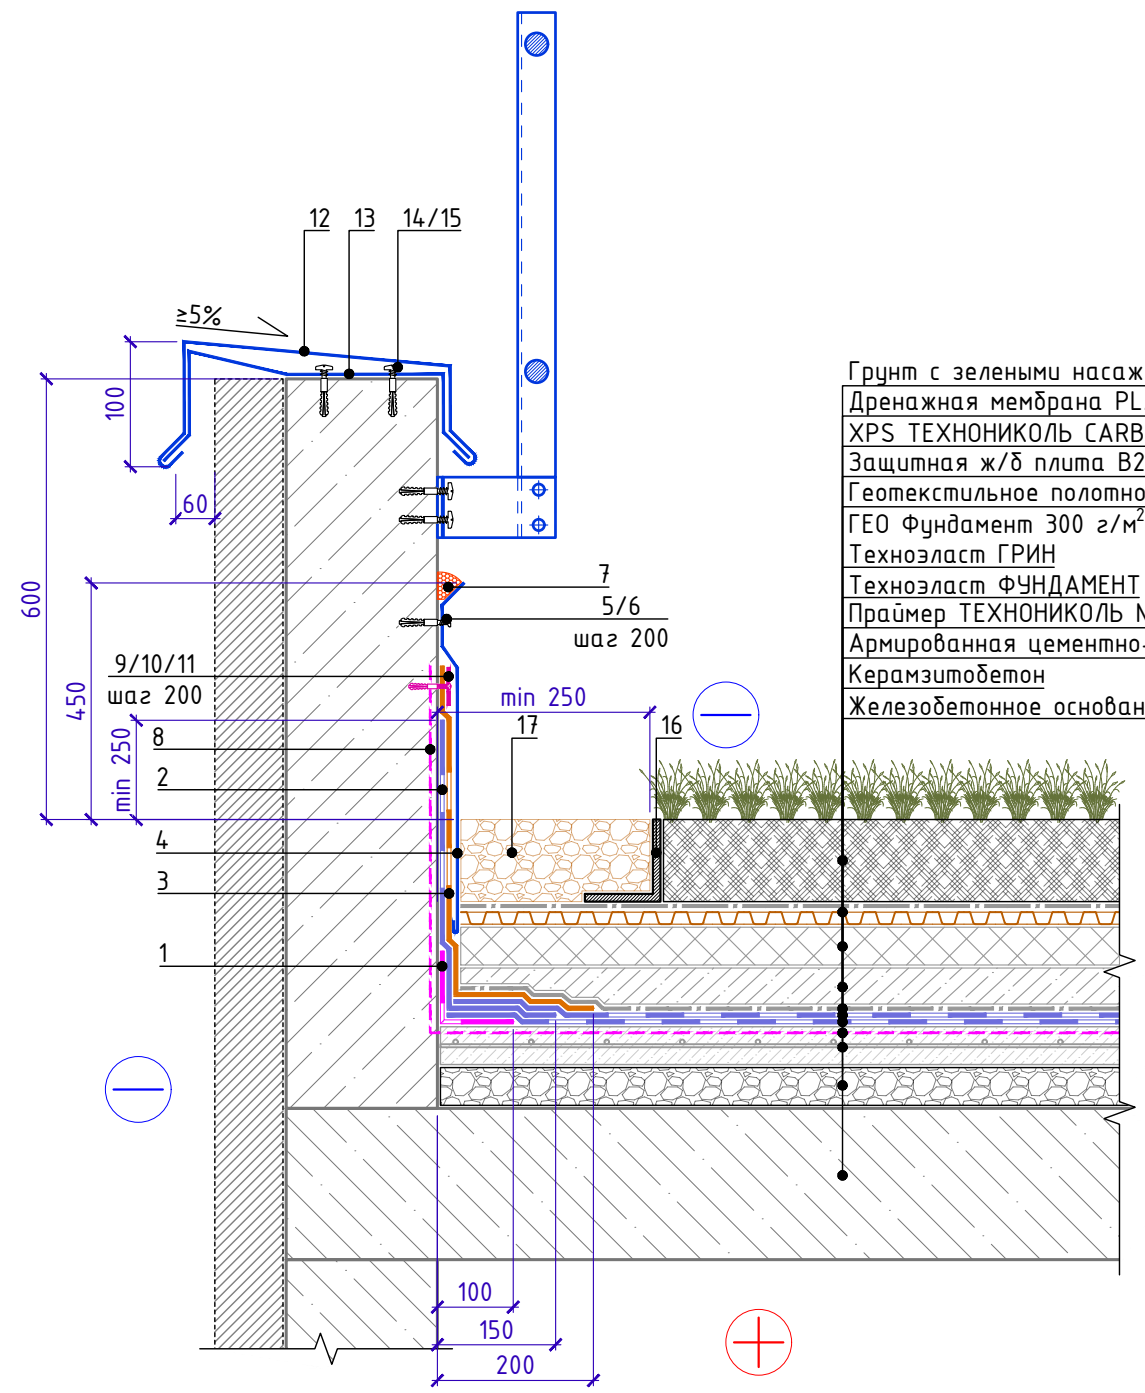 12 13 14/15
≥5%
100
60
600
450
min 250
7
5/6
шаг 200
9/10/11
шаг 200
min 250
8
17
16
2
4
3
1
Грунт с зелеными насаж
Дренажная мембрана PL
XPS ТЕХНОНИКОЛЬ CARB
Защитная ж/б плита B2
Геотекстильное полотно
ГЕО Фундамент 300 г/м²
Техноэласт ГРИН
Техноэласт ФУНДАМЕНТ
Праймер ТЕХНОНИКОЛЬ N
Армированная цементно-
Керамзитобетон
Железобетонное основан
100
150
200